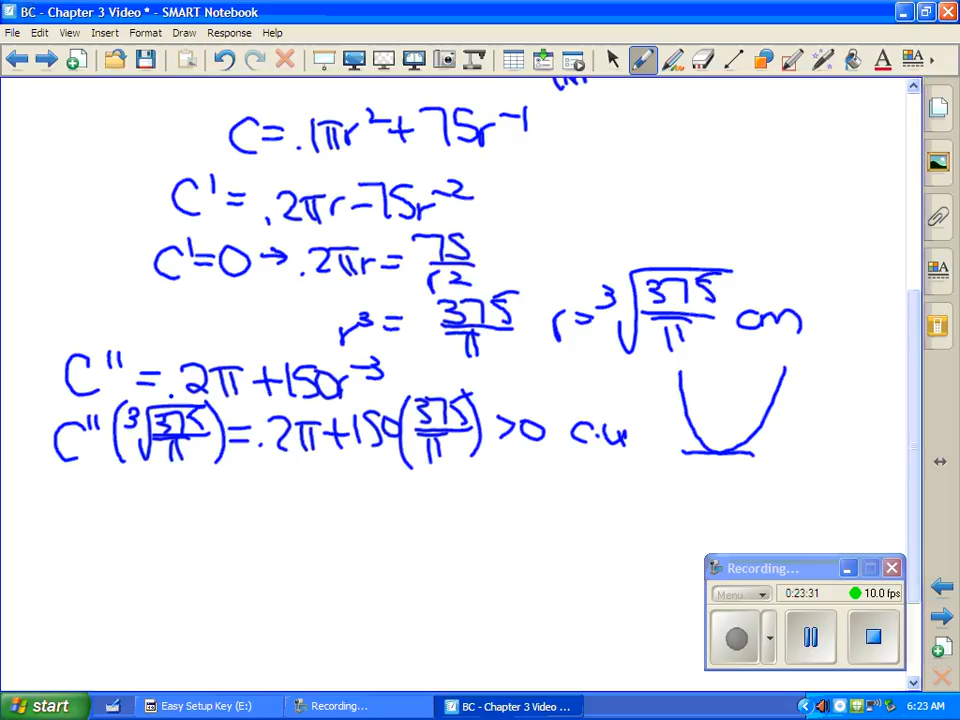 BC - Chapter 3 Video * - SMART Notebook
File Edit View Insert Format Draw Response Help
C = .1πr² + 75r⁻¹
C' = .2πr - 75r⁻²
C' = 0 → .2πr = 75/r²
r³ = 375/π r = ³√(375/π) cm
C'' = .2π + 150r⁻³
C''(³√(375/π)) = .2π + 150(375/π) > 0 c.u
Recording...
Menu 0:23:31 10.0 fps
start Easy Setup Key (E:) Recording... BC - Chapter 3 Video ... 6:23 AM